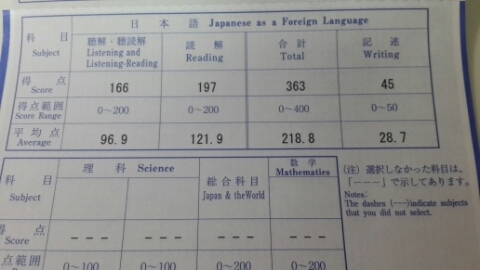 日本語 Japanese as a Foreign Language
科目
Subject
聴解・聴読解
Listening and
Listening-Reading
読解
Reading
合計
Total
記述
Writing
得点
Score
166
197
363
45
得点範囲
Score Range
0~200
0~200
0~400
0~50
平均点
Average
96.9
121.9
218.8
28.7
科目
Subject
理科 Science
総合科目
Japan & the World
数学
Mathematics
(注) 選択しなかった科目は、
「---」で示してあります。
Notes:
The dashes (---)indicate subjects
that you did not select.
得点
Score
---
---
---
---
点範囲
0~100
0~100
0~200
0~200